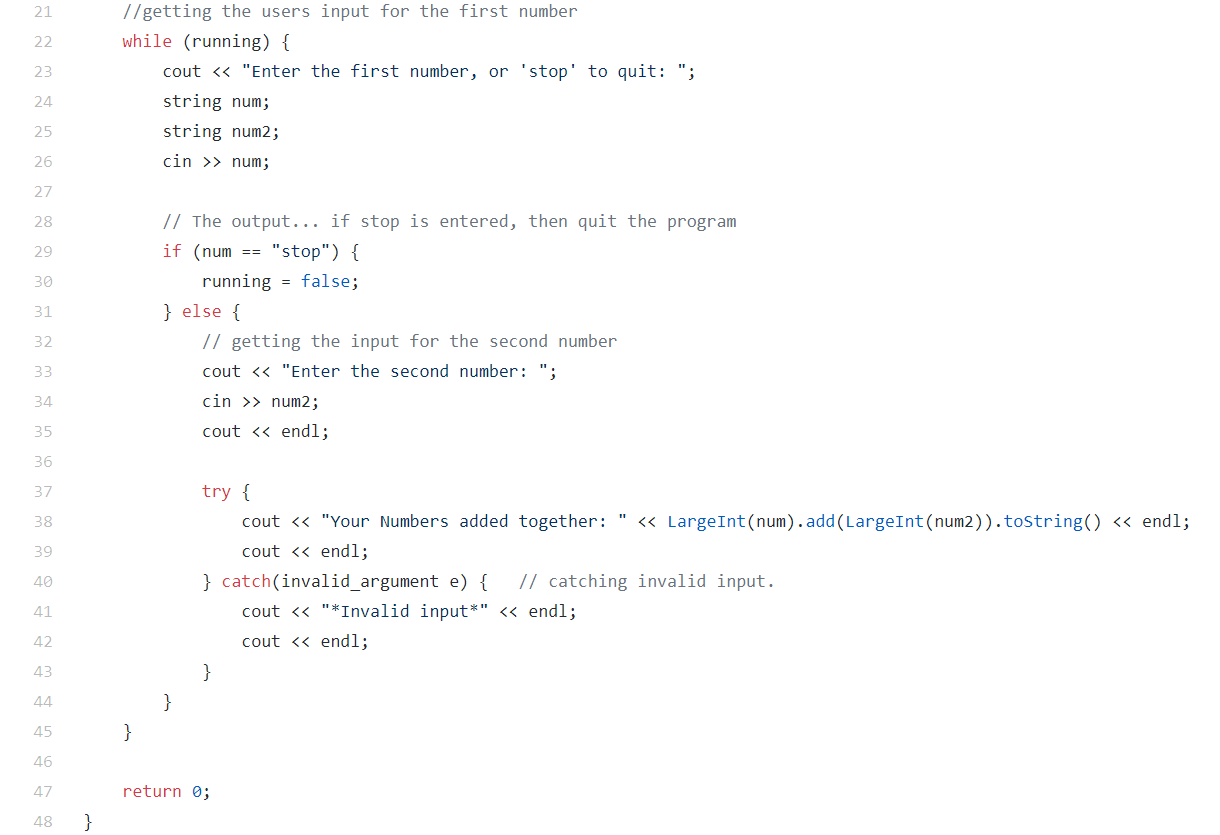 21 //getting the users input for the first number
22 while (running) {
23 cout << "Enter the first number, or 'stop' to quit: ";
24 string num;
25 string num2;
26 cin >> num;
27
28 // The output... if stop is entered, then quit the program
29 if (num == "stop") {
30 running = false;
31 } else {
32 // getting the input for the second number
33 cout << "Enter the second number: ";
34 cin >> num2;
35 cout << endl;
36
37 try {
38 cout << "Your Numbers added together: " << LargeInt(num).add(LargeInt(num2)).toString() << endl;
39 cout << endl;
40 } catch(invalid_argument e) { // catching invalid input.
41 cout << "*Invalid input*" << endl;
42 cout << endl;
43 }
44 }
45 }
46
47 return 0;
48 }